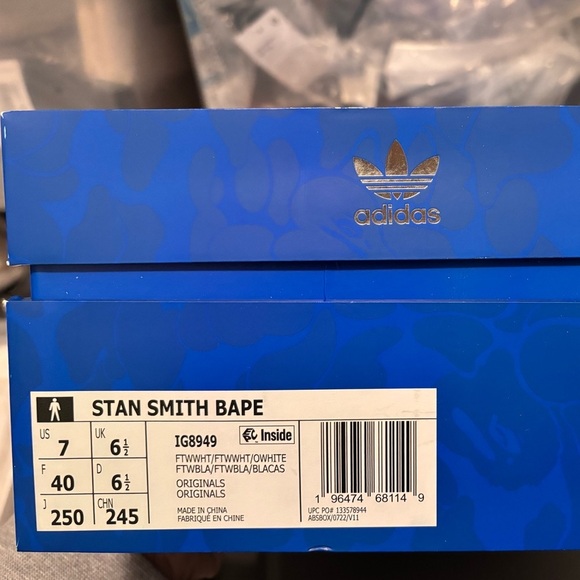 adidas
STAN SMITH BAPE
US 7 UK 6½
F 40 D 6½
J 250 CHN 245
IG8949 Inside
FTWWHT/FTWWHT/OWHITE
FTWBLA/FTWBLA/BLACAS
ORIGINALS
ORIGINALS
MADE IN CHINA
FABRIQUÉ EN CHINE
1 96474 68114 9
UPC PO# 133578944
ABSBOX/0722/V11